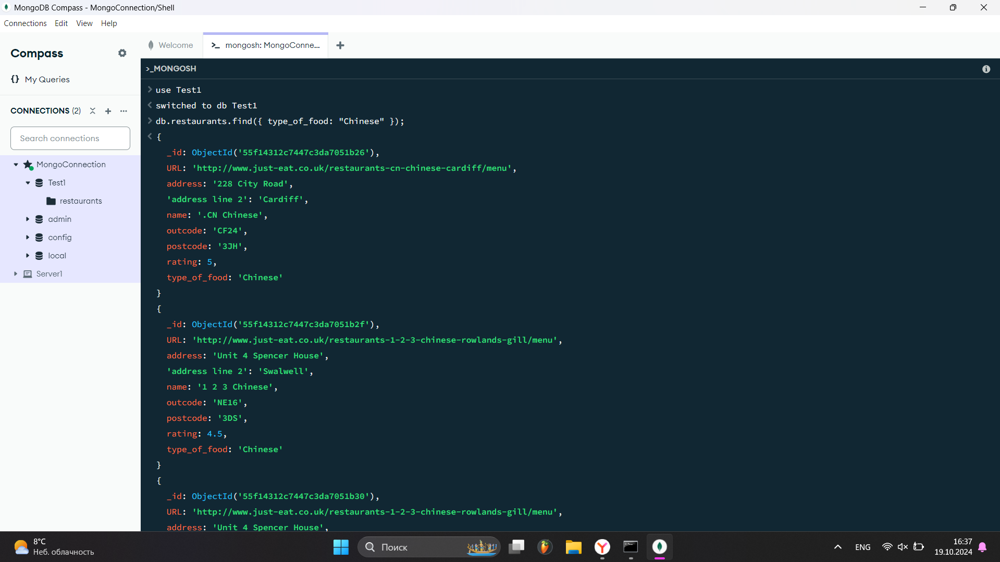 MongoDB Compass - MongoConnection/Shell
Connections Edit View Help
Compass
My Queries
CONNECTIONS (2)
Search connections
MongoConnection
Test1
restaurants
admin
config
local
Server1
Welcome
>_ mongosh: MongoConne...
>_MONGOSH
> use Test1
< switched to db Test1
> db.restaurants.find({ type_of_food: "Chinese" });
< {
_id: ObjectId('55f14312c7447c3da7051b26'),
URL: 'http://www.just-eat.co.uk/restaurants-cn-chinese-cardiff/menu',
address: '228 City Road',
'address line 2': 'Cardiff',
name: '.CN Chinese',
outcode: 'CF24',
postcode: '3JH',
rating: 5,
type_of_food: 'Chinese'
}
{
_id: ObjectId('55f14312c7447c3da7051b2f'),
URL: 'http://www.just-eat.co.uk/restaurants-1-2-3-chinese-rowlands-gill/menu',
address: 'Unit 4 Spencer House',
'address line 2': 'Swalwell',
name: '1 2 3 Chinese',
outcode: 'NE16',
postcode: '3DS',
rating: 4.5,
type_of_food: 'Chinese'
}
{
_id: ObjectId('55f14312c7447c3da7051b30'),
URL: 'http://www.just-eat.co.uk/restaurants-1-2-3-chinese-rowlands-gill/menu',
address: 'Unit 4 Spencer House',
8°C
Неб. облачность
Поиск
ENG
16:37
19.10.2024